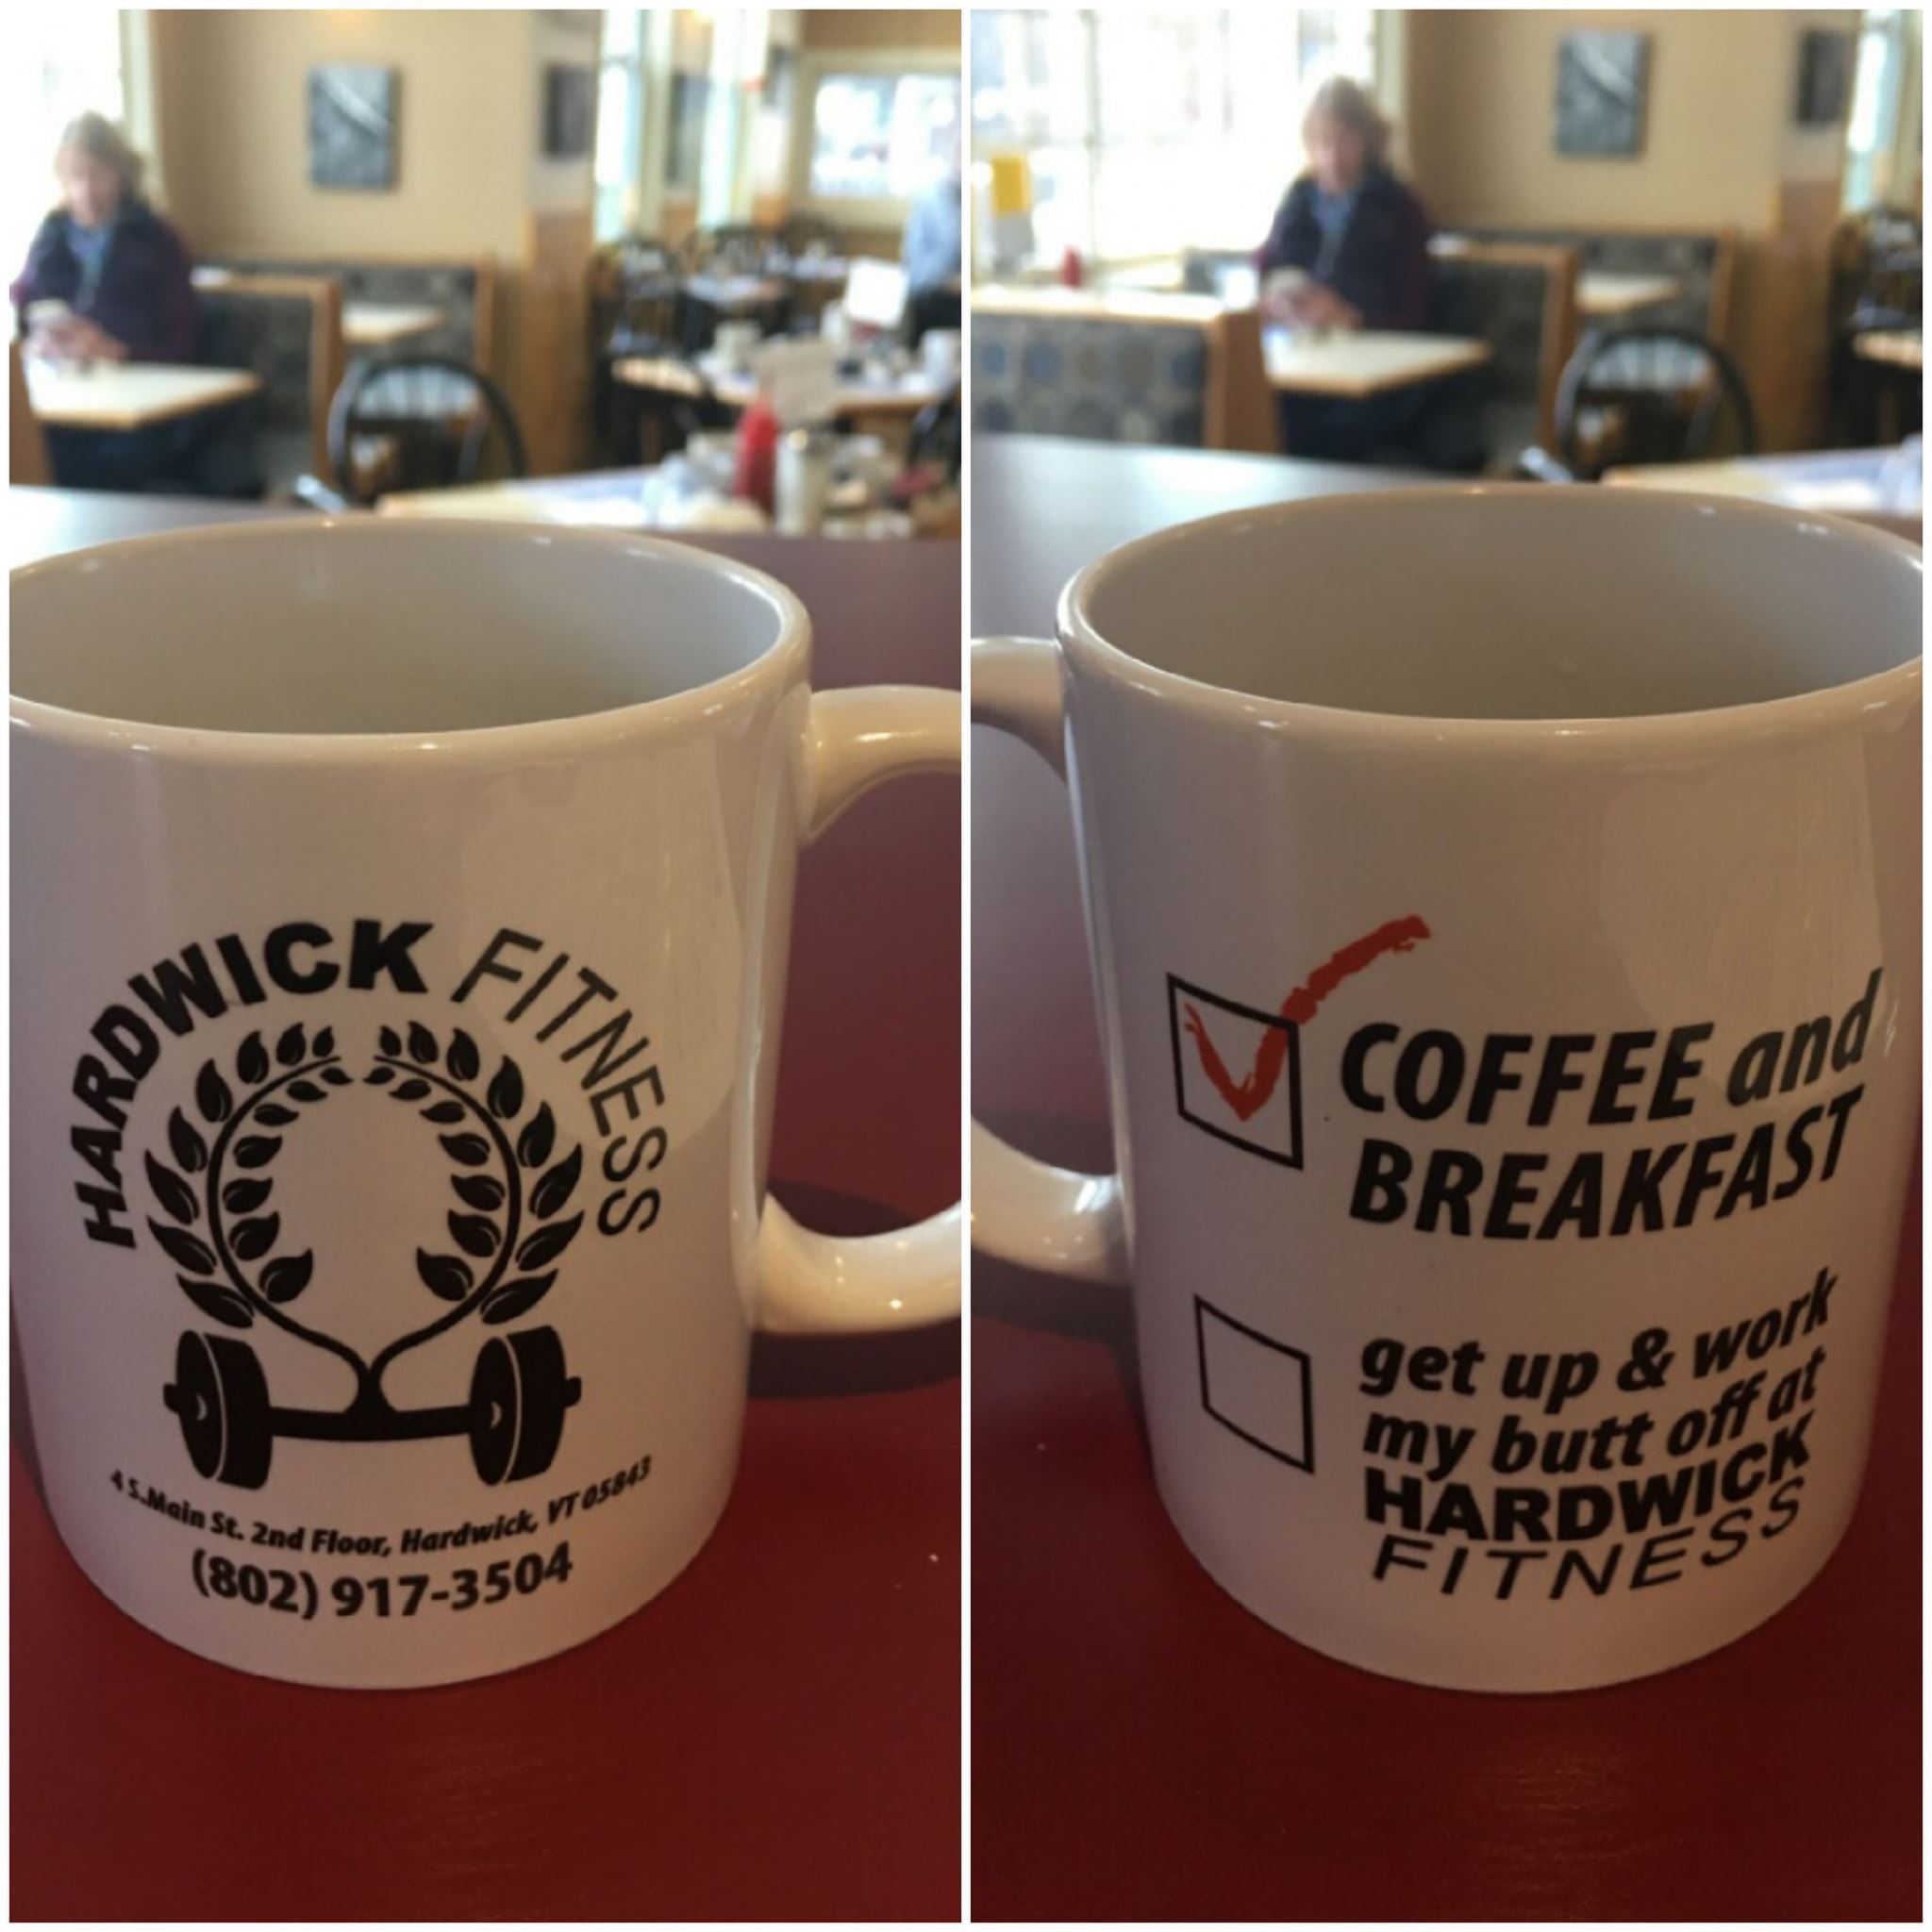 HARDWICK FITNESS
4 S.Main St. 2nd Floor, Hardwick, VT 05843
(802) 917-3504
COFFEE and
BREAKFAST
get up & work
my butt off at
HARDWICK
FITNESS